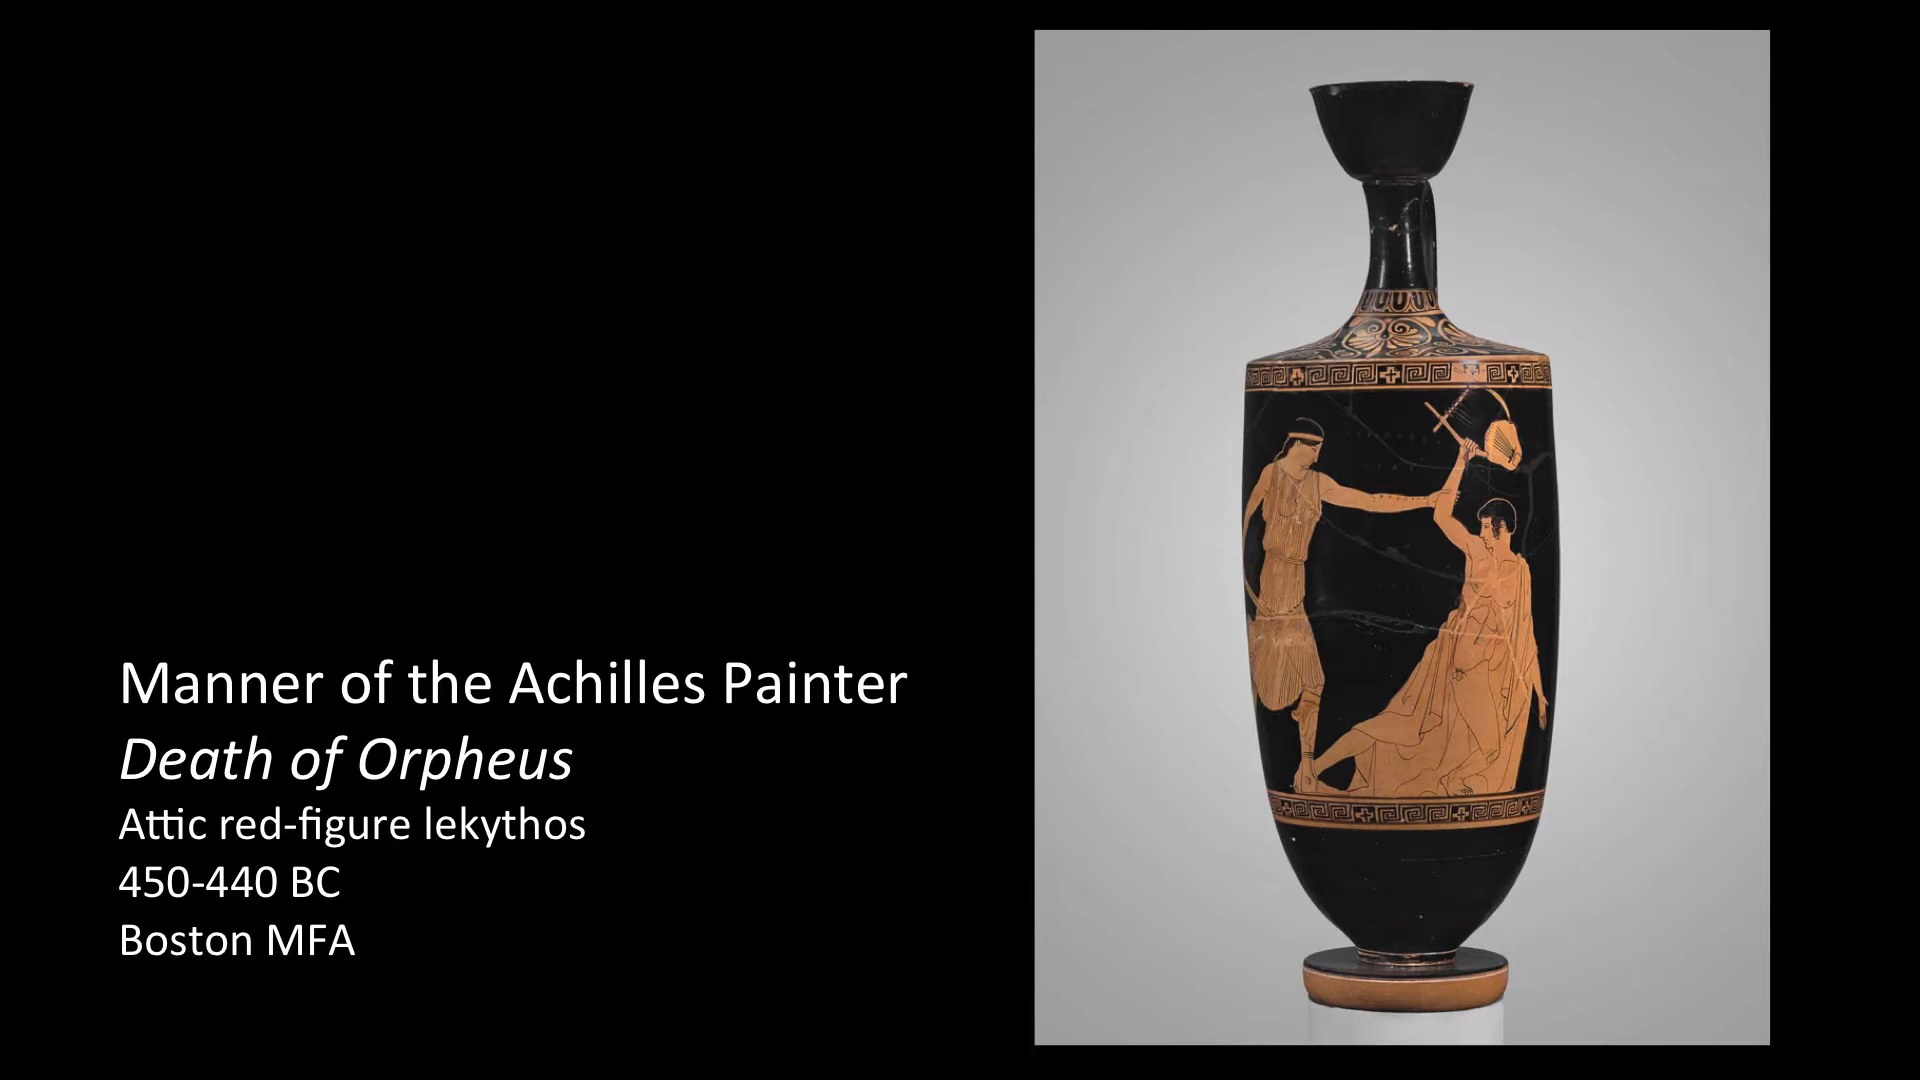 Manner of the Achilles Painter
Death of Orpheus
Attic red-figure lekythos
450-440 BC
Boston MFA